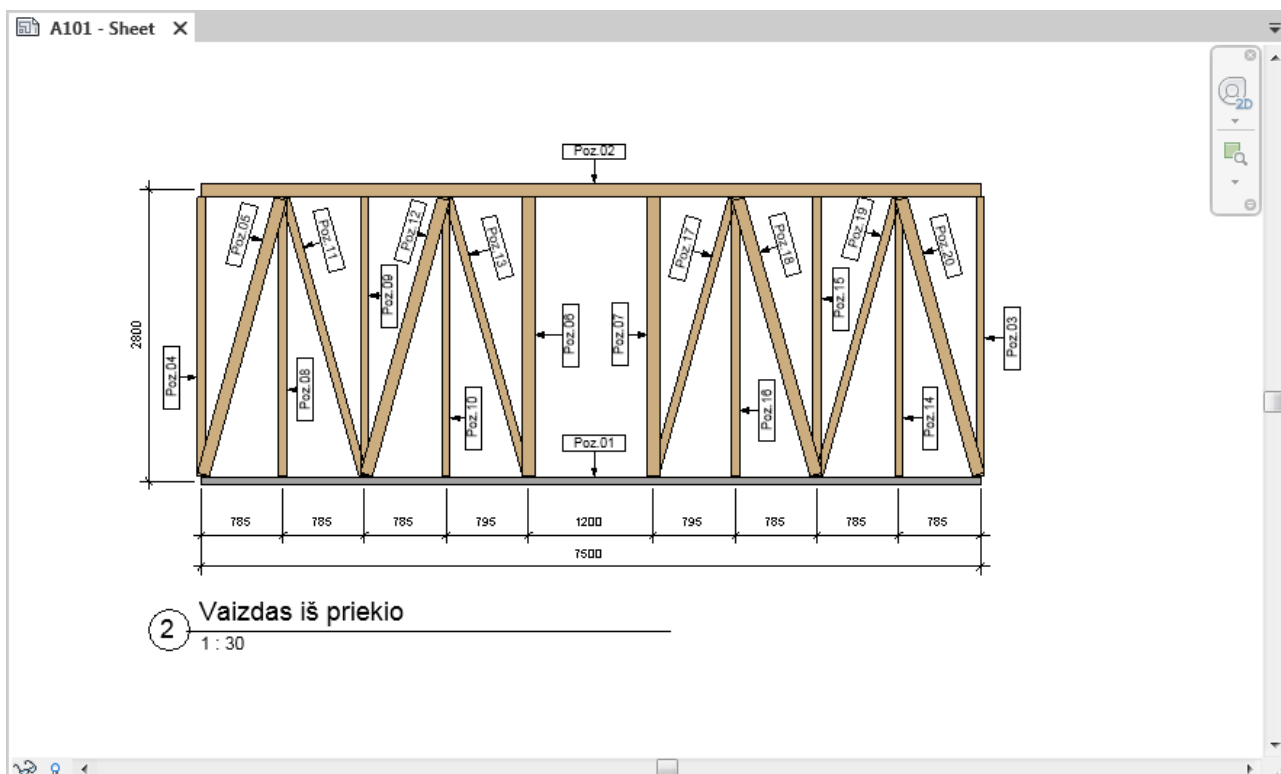 A101 - Sheet
2D
Poz.02
Poz.05
Poz.11
Poz.12
Poz.13
Poz.17
Poz.18
Poz.19
Poz.20
Poz.09
Poz.15
Poz.06
Poz.07
Poz.03
2800
Poz.04
Poz.08
Poz.10
Poz.16
Poz.14
Poz.01
785 785 785 795 1200 795 785 785 785
7500
2 Vaizdas iš priekio
1 : 30